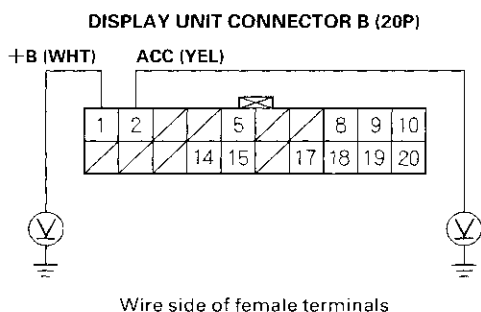 DISPLAY UNIT CONNECTOR B (20P)
+B (WHT) ACC (YEL)
1 2 5 8 9 10
14 15 17 18 19 20
V V
Wire side of female terminals